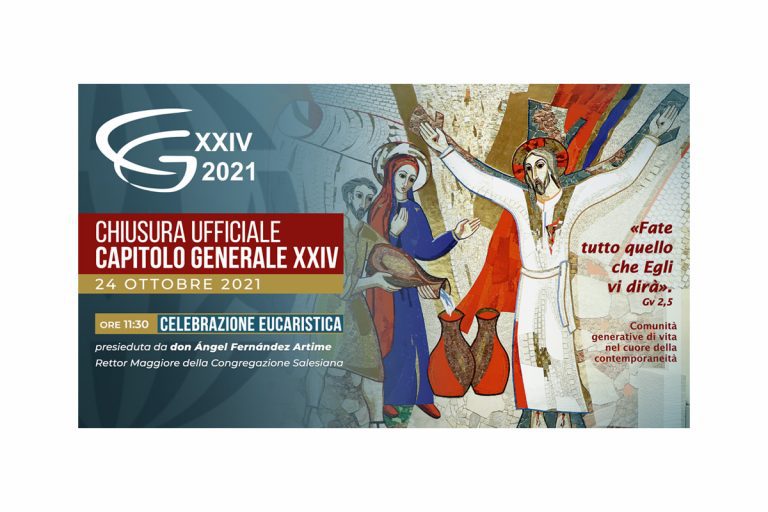 CG XXIV
2021
CHIUSURA UFFICIALE
CAPITOLO GENERALE XXIV
24 OTTOBRE 2021
ORE 11:30 CELEBRAZIONE EUCARISTICA
presieduta da don Ángel Fernández Artime
Rettor Maggiore della Congregazione Salesiana
«Fate
tutto quello
che Egli
vi dirà».
Gv 2,5
Comunità
generative di vita
nel cuore della
contemporaneità